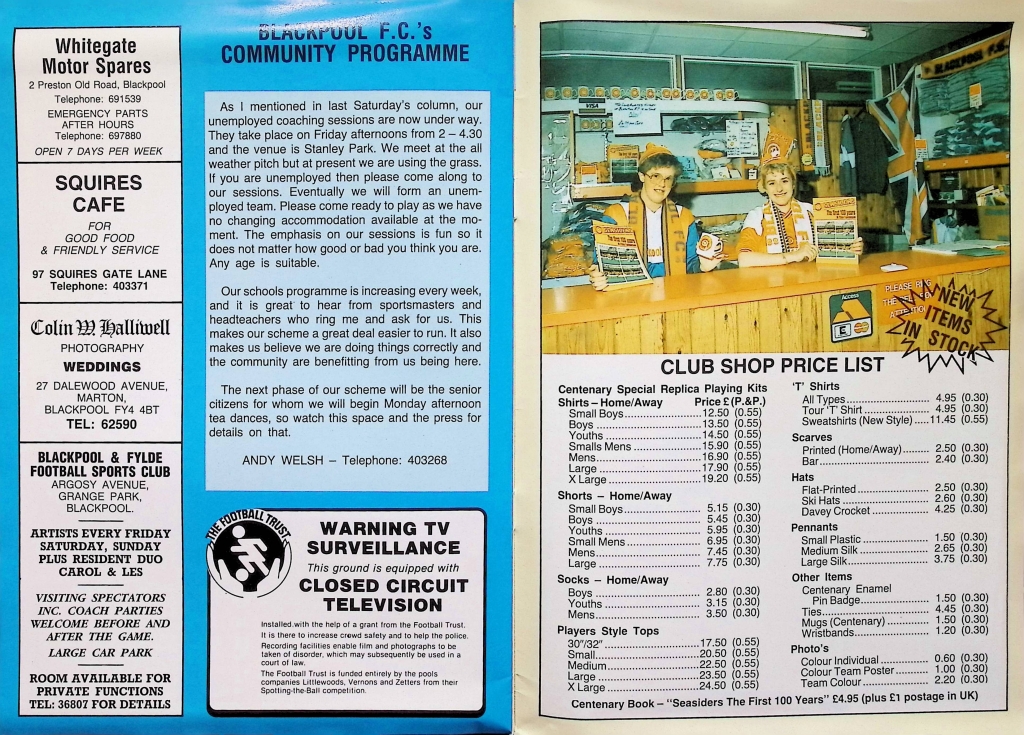 Whitegate
Motor Spares
2 Preston Old Road, Blackpool
Telephone: 691539
EMERGENCY PARTS
AFTER HOURS
Telephone: 697880
OPEN 7 DAYS PER WEEK
SQUIRES
CAFE
FOR
GOOD FOOD
& FRIENDLY SERVICE
97 SQUIRES GATE LANE
Telephone: 403371
Colin W Halliwell
PHOTOGRAPHY
WEDDINGS
27 DALEWOOD AVENUE,
MARTON,
BLACKPOOL FY4 4BT
TEL: 62590
BLACKPOOL & FYLDE
FOOTBALL SPORTS CLUB
ARGOSY AVENUE,
GRANGE PARK,
BLACKPOOL.
ARTISTS EVERY FRIDAY
SATURDAY, SUNDAY
PLUS RESIDENT DUO
CAROL & LES
VISITING SPECTATORS
INC. COACH PARTIES
WELCOME BEFORE AND
AFTER THE GAME.
LARGE CAR PARK
ROOM AVAILABLE FOR
PRIVATE FUNCTIONS
TEL: 36807 FOR DETAILS
BLACKPOOL F.C.'s
COMMUNITY PROGRAMME
As I mentioned in last Saturday's column, our
unemployed coaching sessions are now under way.
They take place on Friday afternoons from 2 – 4.30
and the venue is Stanley Park. We meet at the all
weather pitch but at present we are using the grass.
If you are unemployed then please come along to
our sessions. Eventually we will form an unem-
ployed team. Please come ready to play as we have
no changing accommodation available at the mo-
ment. The emphasis on our sessions is fun so it
does not matter how good or bad you think you are.
Any age is suitable.
Our schools programme is increasing every week,
and it is great to hear from sportsmasters and
headteachers who ring me and ask for us. This
makes our scheme a great deal easier to run. It also
makes us believe we are doing things correctly and
the community are benefitting from us being here.
The next phase of our scheme will be the senior
citizens for whom we will begin Monday afternoon
tea dances, so watch this space and the press for
details on that.
ANDY WELSH – Telephone: 403268
THE FOOTBALL TRUST
WARNING TV
SURVEILLANCE
This ground is equipped with
CLOSED CIRCUIT
TELEVISION
Installed.with the help of a grant from the Football Trust.
It is there to increase crewd safety and to help the police.
Recording facilities enable film and photographs to be
taken of disorder, which may subsequently be used in a
court of law.
The Football Trust is funded entirely by the pools
companies Littlewoods, Vernons and Zetters from their
Spotting-the-Ball competition.
BLACKPOOL F.C.
VISA
The first 100 years
Access
E
PLEASE RING
ATTENTION
NEW
ITEMS
IN STOCK
CLUB SHOP PRICE LIST
Centenary Special Replica Playing Kits
Shirts – Home/Away Price £ (P.&P.)
Small Boys 12.50 (0.55)
Boys 13.50 (0.55)
Youths 14.50 (0.55)
Smalls Mens 15.90 (0.55)
Mens 16.90 (0.55)
Large 17.90 (0.55)
X Large 19.20 (0.55)
Shorts – Home/Away
Small Boys 5.15 (0.30)
Boys 5.45 (0.30)
Youths 5.95 (0.30)
Small Mens 6.95 (0.30)
Mens 7.45 (0.30)
Large 7.75 (0.30)
Socks – Home/Away
Boys 2.80 (0.30)
Youths 3.15 (0.30)
Mens 3.50 (0.30)
Players Style Tops
30"/32" 17.50 (0.55)
Small 20.50 (0.55)
Medium 22.50 (0.55)
Large 23.50 (0.55)
X Large 24.50 (0.55)
'T' Shirts
All Types 4.95 (0.30)
Tour 'T' Shirt 4.95 (0.30)
Sweatshirts (New Style) 11.45 (0.55)
Scarves
Printed (Home/Away) 2.50 (0.30)
Bar 2.40 (0.30)
Hats
Flat-Printed 2.50 (0.30)
Ski Hats 2.60 (0.30)
Davey Crocket 4.25 (0.30)
Pennants
Small Plastic 1.50 (0.30)
Medium Silk 2.65 (0.30)
Large Silk 3.75 (0.30)
Other Items
Centenary Enamel
Pin Badge 1.50 (0.30)
Ties 4.45 (0.30)
Mugs (Centenary) 1.50 (0.30)
Wristbands 1.20 (0.30)
Photo's
Colour Individual 0.60 (0.30)
Colour Team Poster 1.00 (0.30)
Team Colour 2.20 (0.30)
Centenary Book – "Seasiders The First 100 Years" £4.95 (plus £1 postage in UK)